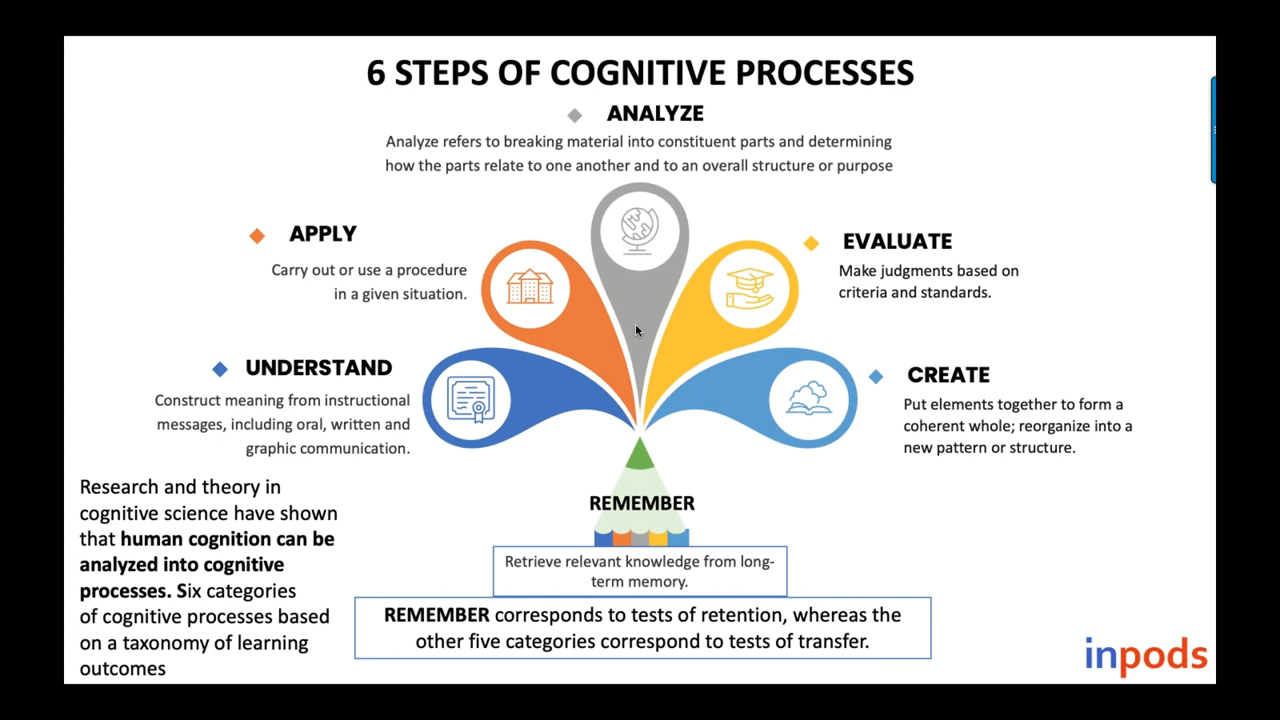 6 STEPS OF COGNITIVE PROCESSES
ANALYZE
Analyze refers to breaking material into constituent parts and determining
how the parts relate to one another and to an overall structure or purpose
APPLY
Carry out or use a procedure
in a given situation.
EVALUATE
Make judgments based on
criteria and standards.
UNDERSTAND
Construct meaning from instructional
messages, including oral, written and
graphic communication.
CREATE
Put elements together to form a
coherent whole; reorganize into a
new pattern or structure.
Research and theory in
cognitive science have shown
that human cognition can be
analyzed into cognitive
processes. Six categories
of cognitive processes based
on a taxonomy of learning
outcomes
REMEMBER
Retrieve relevant knowledge from long-
term memory.
REMEMBER corresponds to tests of retention, whereas the
other five categories correspond to tests of transfer.
inpods